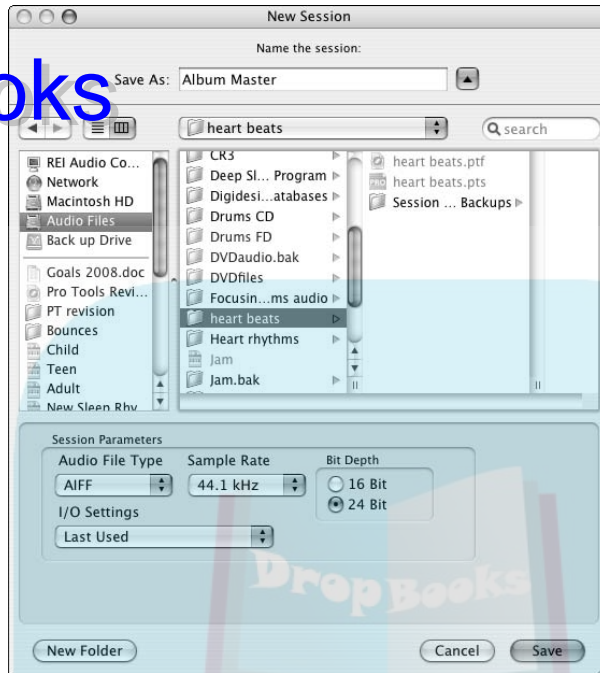 New Session
Name the session:
oks
Save As: Album Master
heart beats
search
REI Audio Co...
Network
Macintosh HD
Audio Files
Back up Drive
Goals 2008.doc
Pro Tools Revi...
PT revision
Bounces
Child
Teen
Adult
New Sleep Rhy
CR3
Deep Sl... Program
Digidesi...atabases
Drums CD
Drums FD
DVDaudio.bak
DVDfiles
Focusin...ms audio
heart beats
Heart rhythms
Jam
Jam.bak
heart beats.ptf
heart beats.pts
Session ... Backups
Session Parameters
Audio File Type
Sample Rate
Bit Depth
AIFF
44.1 kHz
16 Bit
24 Bit
I/O Settings
Last Used
DropBooks
New Folder
Cancel
Save